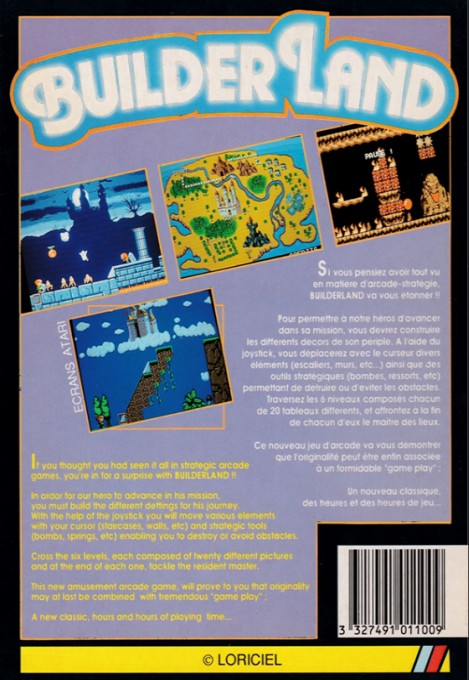 BUILDER LAND
PAUSE
ECRANS ATARI
Si vous pensiez avoir tout vu
en matiere d'arcade-strategie,
BUILDERLAND va vous etonner !!
Pour permettre à notre héros d'avancer
dans sa mission, vous devrez construire
les differents decors de son periple. A l'aide du
joystick, vous déplacerez avec le curseur divers
éléments (escaliers, murs, etc...) ainsi que des
outils stratégiques (bombes, ressorts, etc)
permettant de détruire ou d'eviter les obstacles.
Traversez les 6 niveaux composés chacun
de 20 tableaux differents, et affrontez a la fin
de chacun d'eux le maitre des lieux.
Ce nouveau jeu d'arcade va vous démontrer
que l'originalité peut être enfin associée
à un formidable "game play" ;
Un nouveau classique,
des heures et des heures de jeu...
If you thought you had seen it all in strategic arcade
games, you're in for a surprise with BUILDERLAND !!
In order for our hero to advance in his mission,
you must build the different dettings for his journey.
With the help of the joystick you will move various elements
with your cursor (staircases, walls, etc) and strategic tools
(bombs, springs, etc) enabling you to destroy or avoid obstacles.
Cross the six levels, each composed of twenty different pictures
and at the end of each one, tackle the resident master.
This new amusement arcade game, will prove to you that originality
may at last be combined with tremendous "game play" ;
A new classic, hours and hours of playing time...
3 327491 011009
© LORICIEL